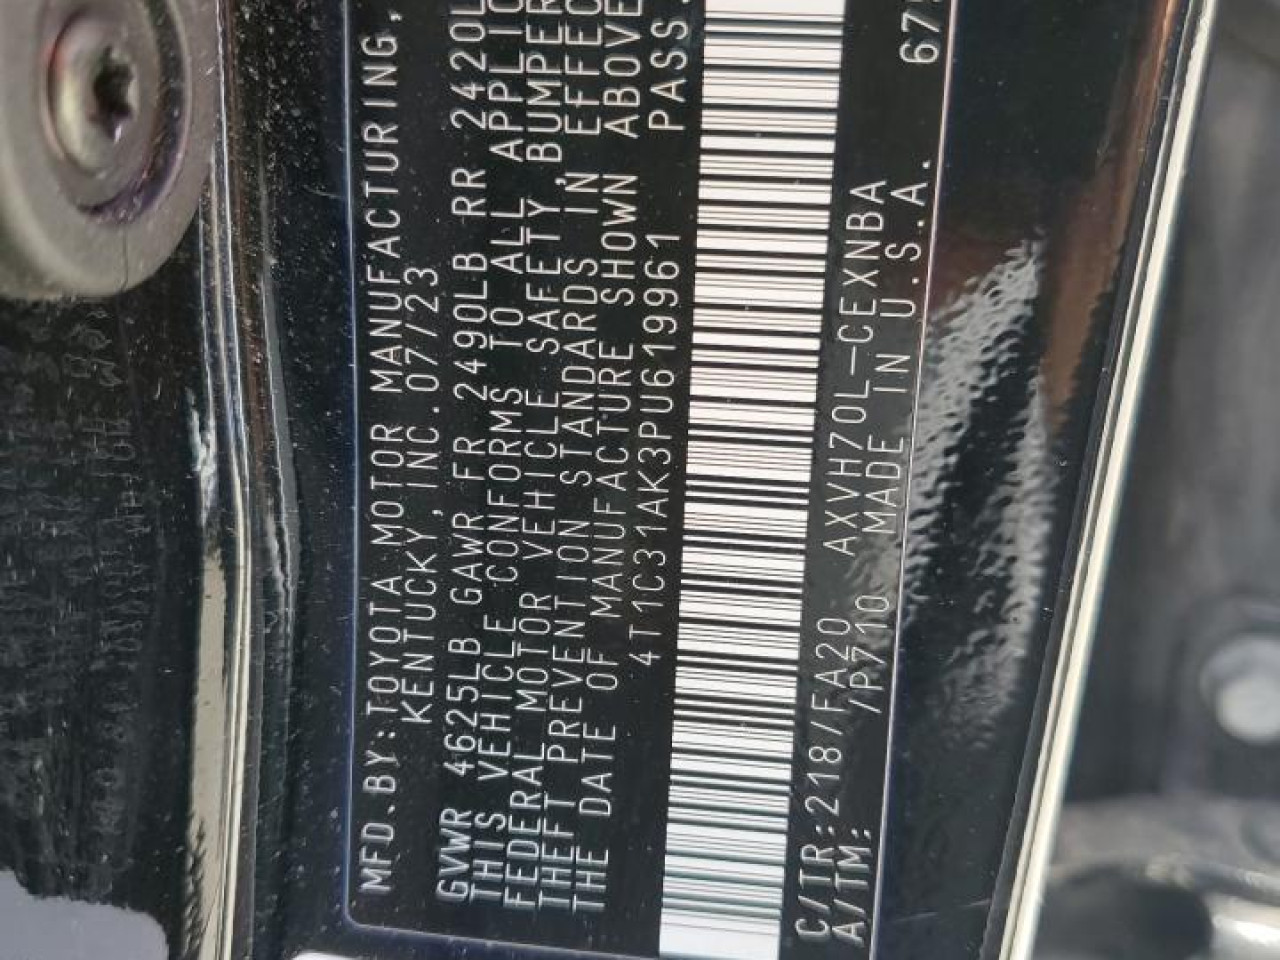 MFD.BY:TOYOTA MOTOR MANUFACTURING,
KENTUCKY,INC.07/23
GVWR 4625LB GAWR FR 2490LB RR 2420L
THIS VEHICLE CONFORMS TO ALL APPLIC
FEDERAL MOTOR VEHICLE SAFETY,BUMPER
THEFT PREVENTION STANDARDS IN EFFEC
THE DATE OF MANUFACTURE SHOWN ABOVE
4T1C31AK3PU619961 PASS.
C/TR:218/FA20 AXVH70L-CEXNBA 675
A/TM: /P710 MADE IN U.S.A.